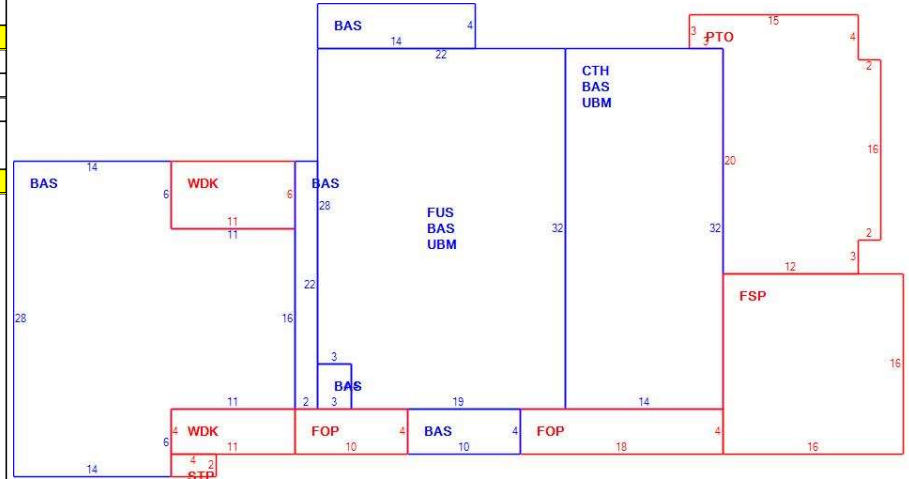 15
BAS 4
3 PTO 4
14 3
22 2
CTH
BAS
UBM
14
BAS 6 WDK 6 BAS
20 16
28
FUS
BAS
UBM
11
11
32 32
2
3
12
22
FSP
28 16
3
16
BAS
11 2 3 19 14
4 WDK FOP 4 BAS 4 FOP 4
6 11 10 10 18 16
4 2
14 STP